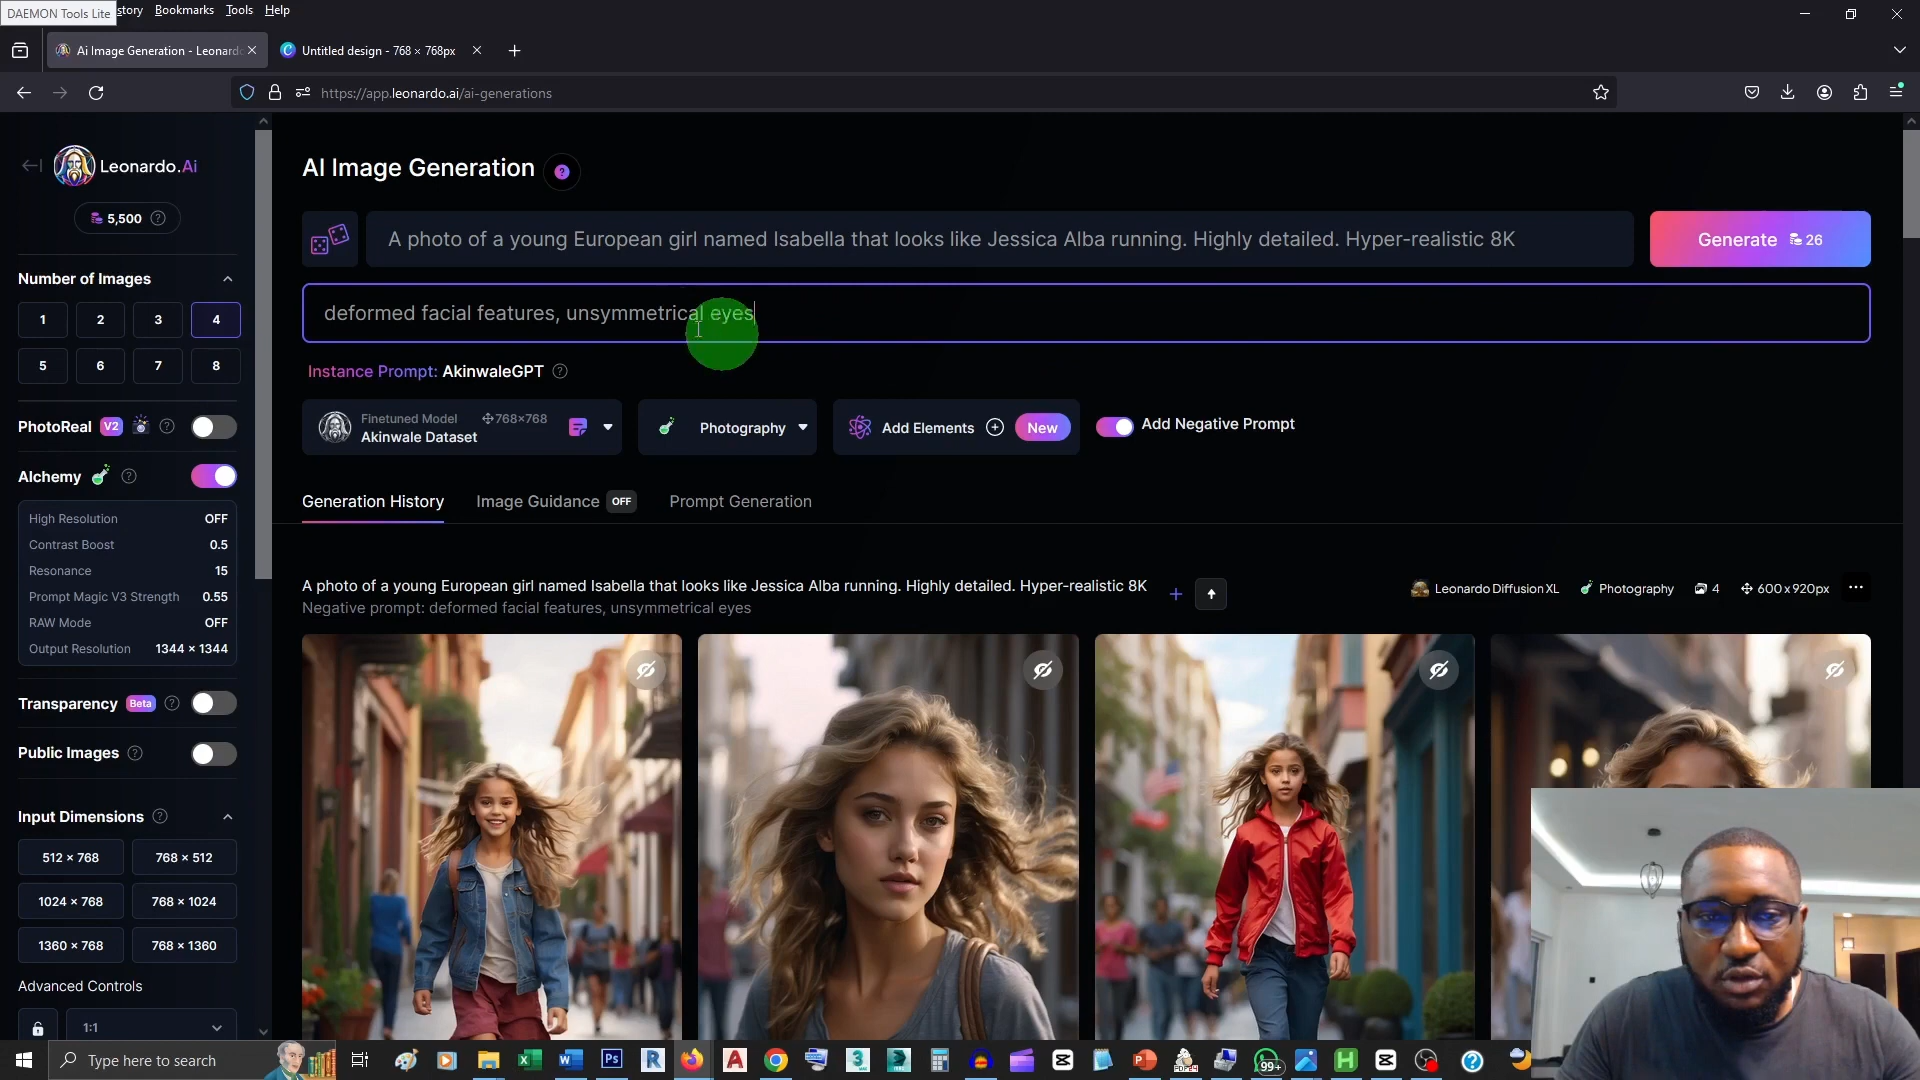 DAEMON Tools Lite
story Bookmarks Tools Help
Ai Image Generation - Leonardo
Untitled design - 768 × 768px
https://app.leonardo.ai/ai-generations
Leonardo.Ai
5,500
Number of Images
1 2 3 4
5 6 7 8
PhotoReal V2
Alchemy
High Resolution OFF
Contrast Boost 0.5
Resonance 15
Prompt Magic V3 Strength 0.55
RAW Mode OFF
Output Resolution 1344 × 1344
Transparency Beta
Public Images
Input Dimensions
512 × 768 768 × 512
1024 × 768 768 × 1024
1360 × 768 768 × 1360
Advanced Controls
1:1
AI Image Generation
A photo of a young European girl named Isabella that looks like Jessica Alba running. Highly detailed. Hyper-realistic 8K
Generate 26
deformed facial features, unsymmetrical eyes
Instance Prompt: AkinwaleGPT
Finetuned Model 768×768
Akinwale Dataset
Photography
Add Elements New
Add Negative Prompt
Generation History Image Guidance OFF Prompt Generation
A photo of a young European girl named Isabella that looks like Jessica Alba running. Highly detailed. Hyper-realistic 8K
Negative prompt: deformed facial features, unsymmetrical eyes
Leonardo Diffusion XL Photography 4 600 x 920px
Type here to search
99+